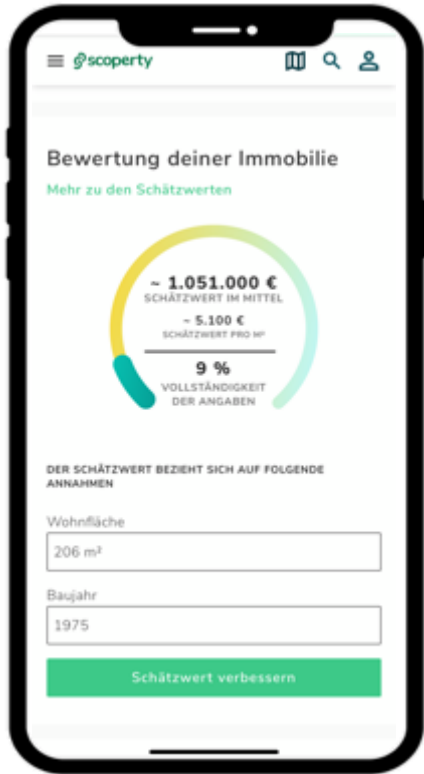 scoperty
Bewertung deiner Immobilie
Mehr zu den Schätzwerten
~ 1.051.000 €
SCHÄTZWERT IM MITTEL
~ 5.100 €
SCHÄTZWERT PRO M²
9 %
VOLLSTÄNDIGKEIT
DER ANGABEN
DER SCHÄTZWERT BEZIEHT SICH AUF FOLGENDE
ANNAHMEN
Wohnfläche
206 m²
Baujahr
1975
Schätzwert verbessern